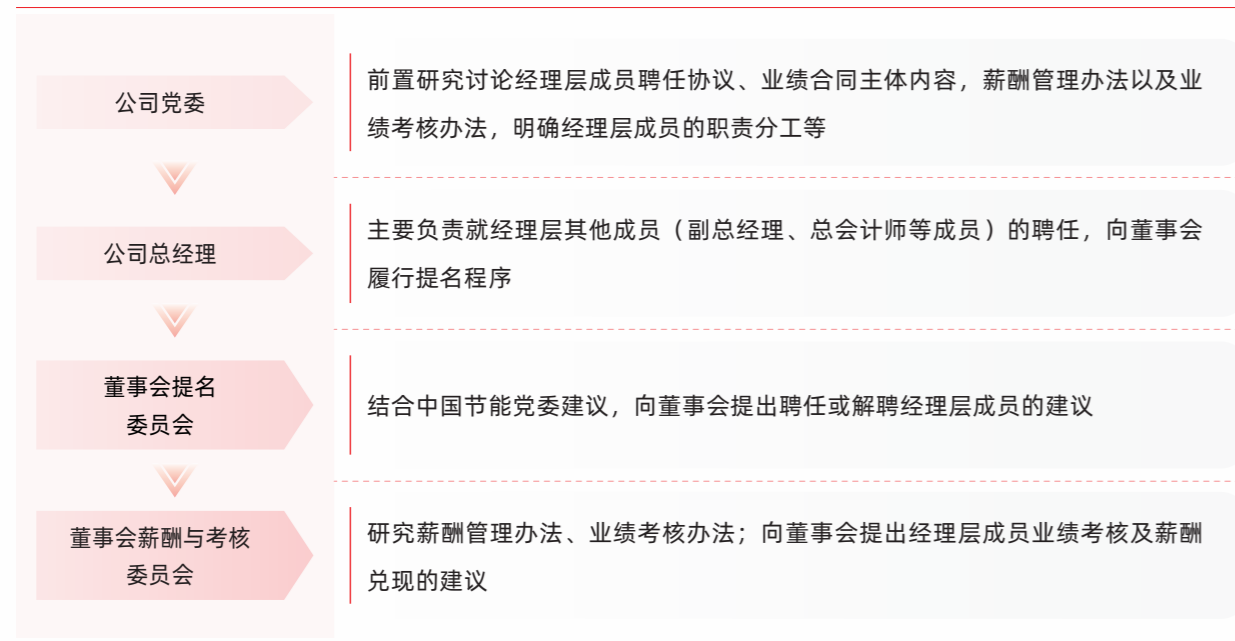 公司党委
前置研究讨论经理层成员聘任协议、业绩合同主体内容，薪酬管理办法以及业
绩考核办法，明确经理层成员的职责分工等
公司总经理
主要负责就经理层其他成员（副总经理、总会计师等成员）的聘任，向董事会
履行提名程序
董事会提名
委员会
结合中国节能党委建议，向董事会提出聘任或解聘经理层成员的建议
董事会薪酬与考核
委员会
研究薪酬管理办法、业绩考核办法；向董事会提出经理层成员业绩考核及薪酬
兑现的建议